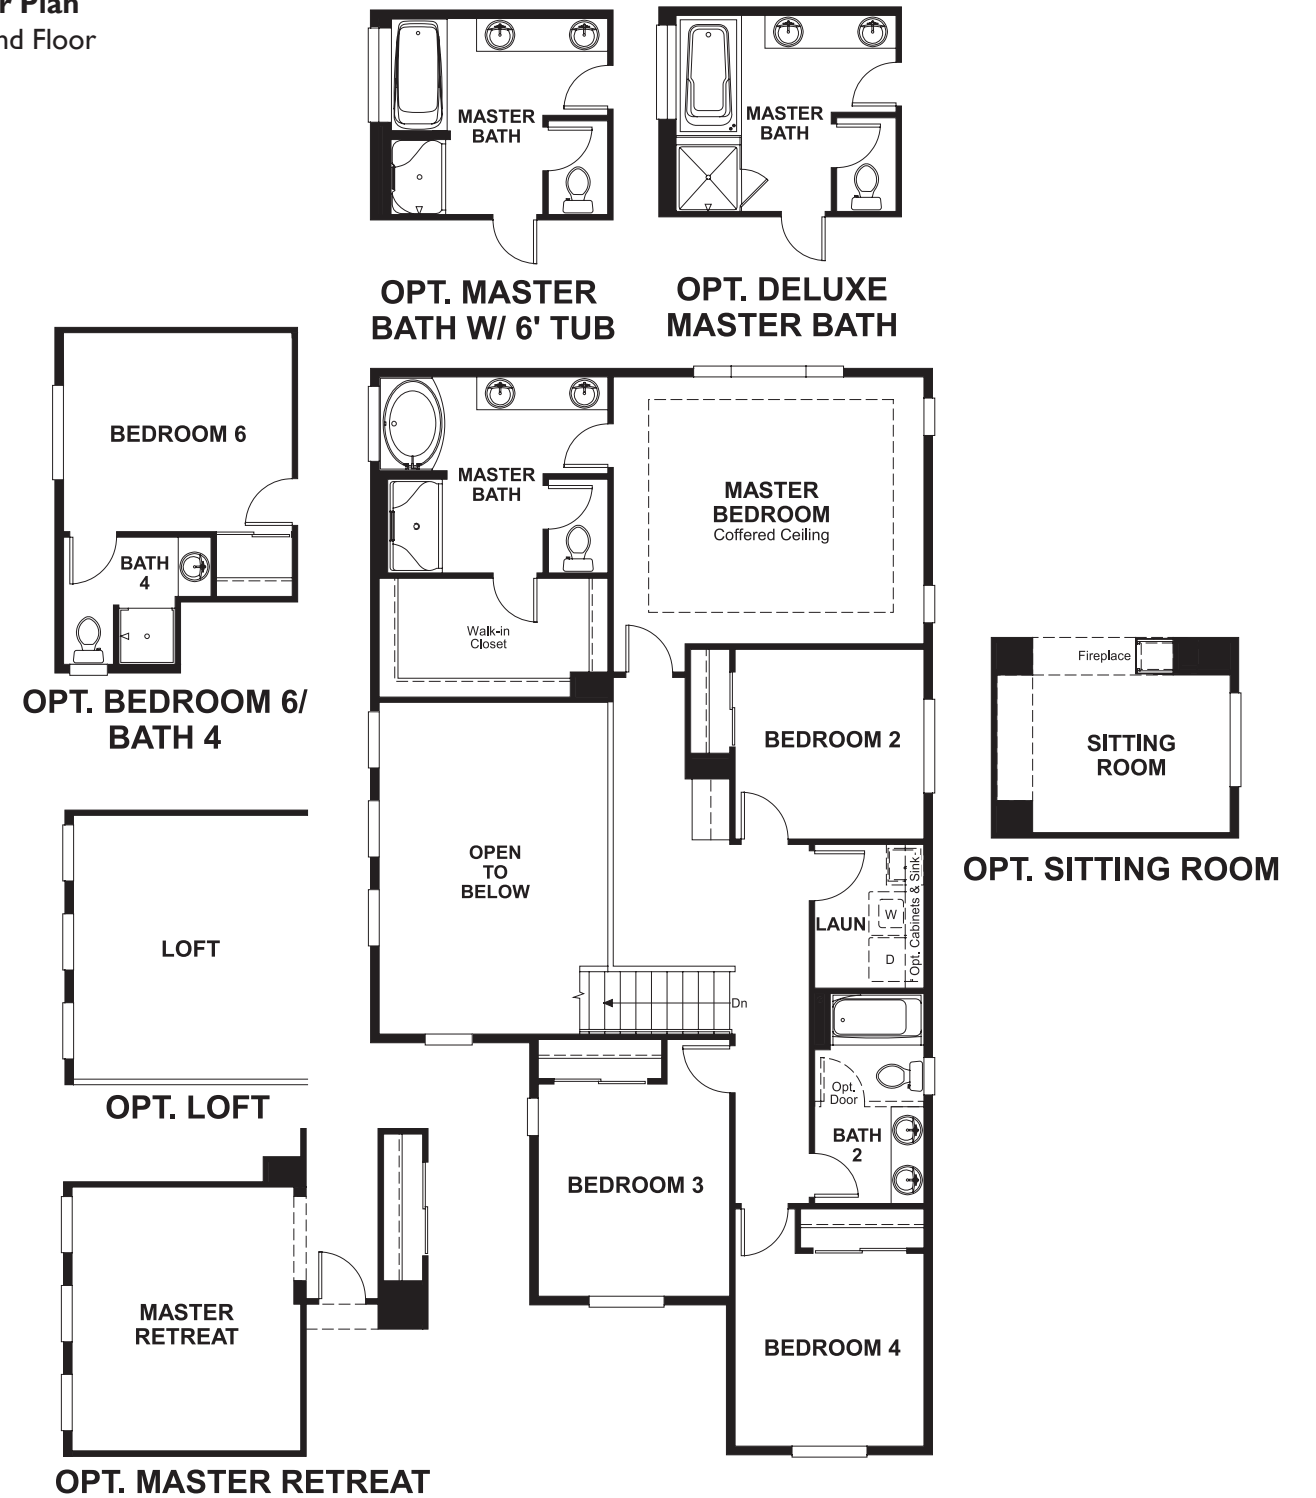 r Plan
nd Floor
MASTER
BATH
OPT. MASTER
BATH W/ 6' TUB
MASTER
BATH
OPT. DELUXE
MASTER BATH
BEDROOM 6
BATH
4
OPT. BEDROOM 6/
BATH 4
MASTER
BATH
MASTER
BEDROOM
Coffered Ceiling
Walk-in
Closet
BEDROOM 2
Fireplace
SITTING
ROOM
OPT. SITTING ROOM
OPEN
TO
BELOW
LAUN
W
D
Opt. Cabinets & Sink
Dn
LOFT
OPT. LOFT
Opt.
Door
BATH
2
BEDROOM 3
BEDROOM 4
MASTER
RETREAT
OPT. MASTER RETREAT